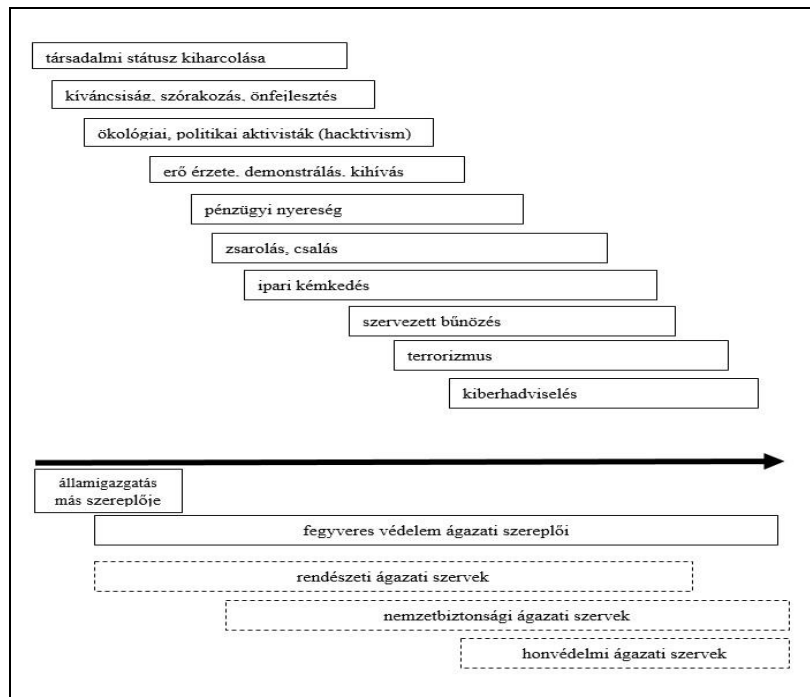 társadalmi státusz kiharcolása
kíváncsiság, szórakozás, önfejlesztés
ökológiai, politikai aktivisták (hacktivism)
erő érzete, demonstrálás, kihívás
pénzügyi nyereség
zsarolás, csalás
ipari kémkedés
szervezett bűnözés
terrorizmus
kiberhadviselés
államigazgatás
más szereplője
fegyveres védelem ágazati szereplői
rendészeti ágazati szervek
nemzetbiztonsági ágazati szervek
honvédelmi ágazati szervek